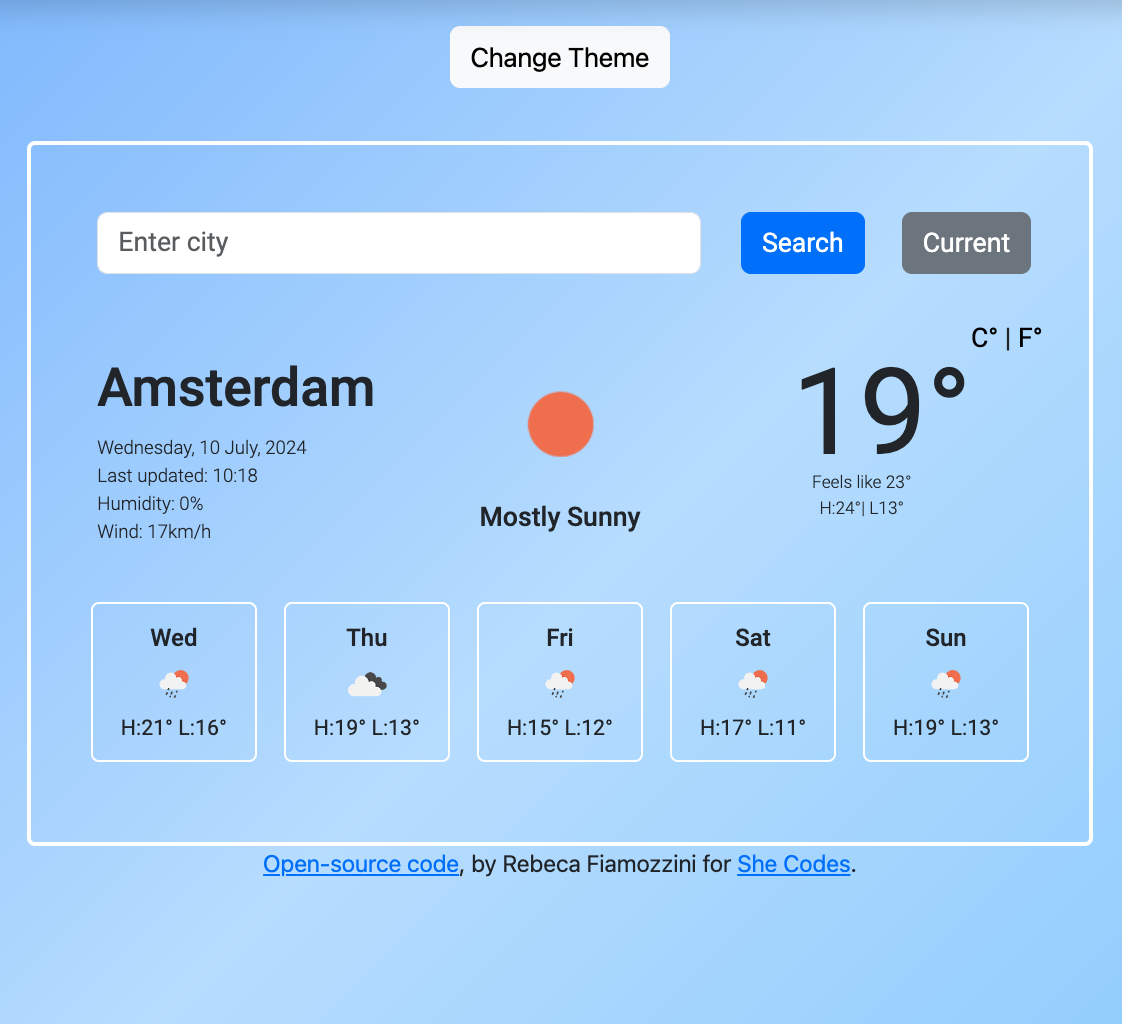 Change Theme
Enter city
Search
Current
C° | F°
Amsterdam
Wednesday, 10 July, 2024
Last updated: 10:18
Humidity: 0%
Wind: 17km/h
Mostly Sunny
19°
Feels like 23°
H:24°| L13°
Wed
H:21° L:16°
Thu
H:19° L:13°
Fri
H:15° L:12°
Sat
H:17° L:11°
Sun
H:19° L:13°
Open-source code, by Rebeca Fiamozzini for She Codes.